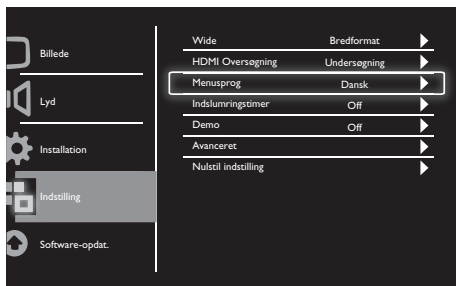 Billede
Lyd
Installation
Indstilling
Software-opdat.
Wide Bredformat
HDMI Oversøgning Undersøgning
Menusprog Dansk
Indslumringstimer Off
Demo Off
Avanceret
Nulstil indstilling